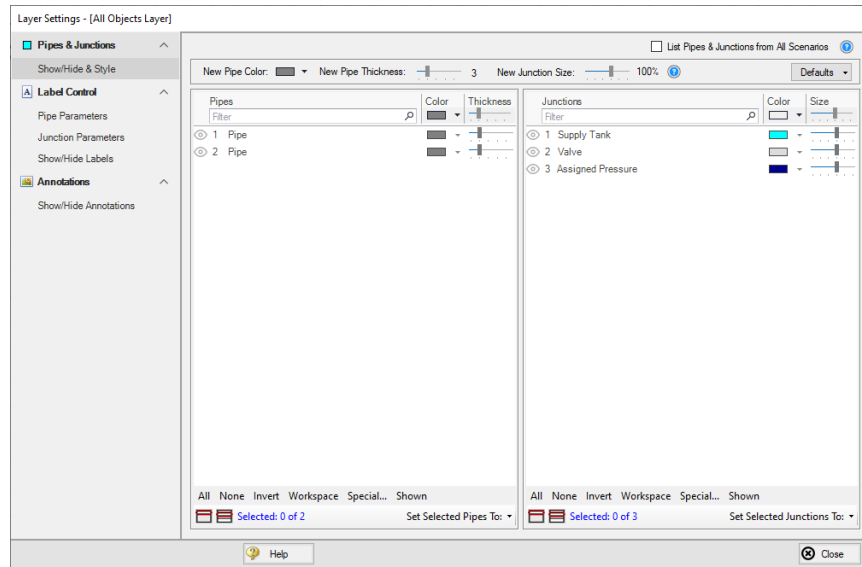 Layer Settings - [All Objects Layer]
Pipes & Junctions
Show/Hide & Style
Label Control
Pipe Parameters
Junction Parameters
Show/Hide Labels
Annotations
Show/Hide Annotations
List Pipes & Junctions from All Scenarios
New Pipe Color: New Pipe Thickness: 3 New Junction Size: 100% Defaults
Pipes Color Thickness
Filter
1 Pipe
2 Pipe
All None Invert Workspace Special... Shown
Selected: 0 of 2 Set Selected Pipes To:
Junctions Color Size
Filter
1 Supply Tank
2 Valve
3 Assigned Pressure
All None Invert Workspace Special... Shown
Selected: 0 of 3 Set Selected Junctions To:
Help
Close